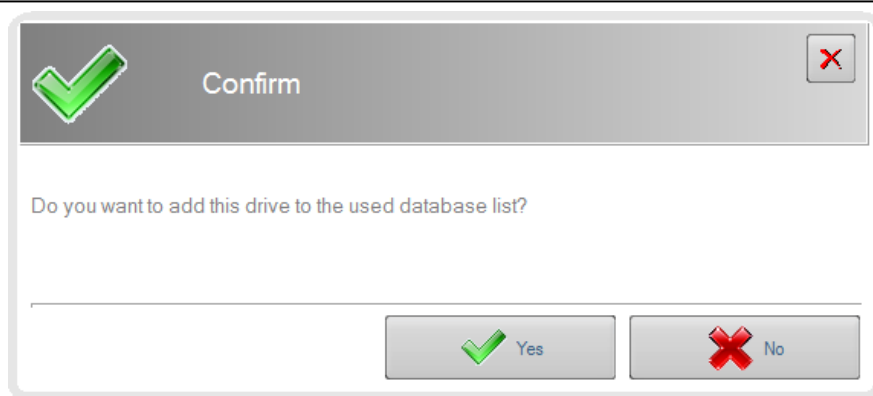 Confirm
Do you want to add this drive to the used database list?
Yes
No